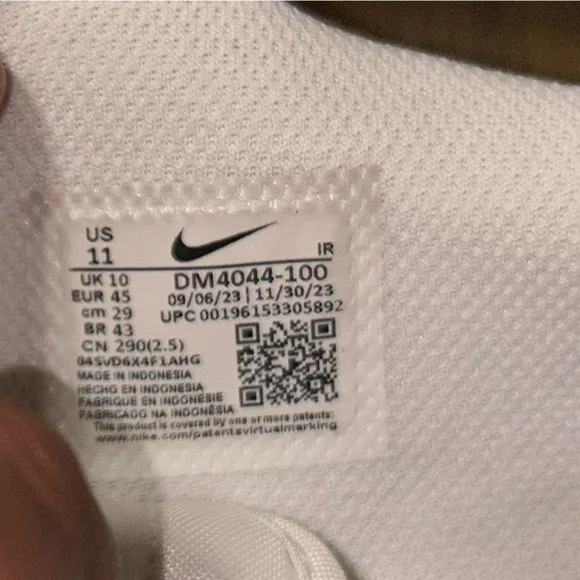 US
11
IR
UK 10
EUR 45
cm 29
BR 43
CN 290(2.5)
DM4044-100
09/06/23 | 11/30/23
UPC 00196153305892
04SVD6X4F1AHG
MADE IN INDONESIA
HECHO EN INDONESIA
FABRIQUE EN INDONESIE
FABRICADO NA INDONÉSIA
This product is covered by one or more patents:
www.nike.com/patentsvirtualmarking